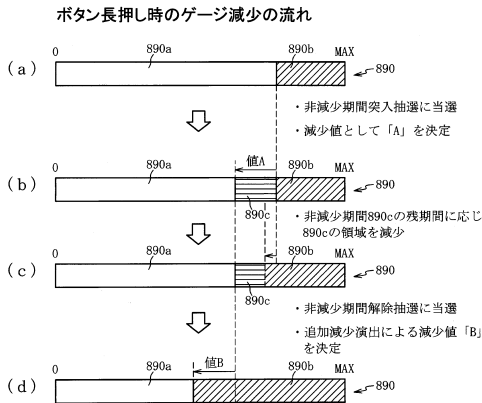 ボタン長押し時のゲージ減少の流れ
0 890a 890b MAX
(a) 890
・非減少期間突入抽選に当選
・減少値として「A」を決定
値A
0 890a 890b MAX
(b) 890
890c
・非減少期間890cの残期間に応じ
890cの領域を減少
0 890a 890b MAX
(c) 890
890c
・非減少期間解除抽選に当選
・追加減少演出による減少値「B」
を決定
値B
0 890a 890b MAX
(d) 890